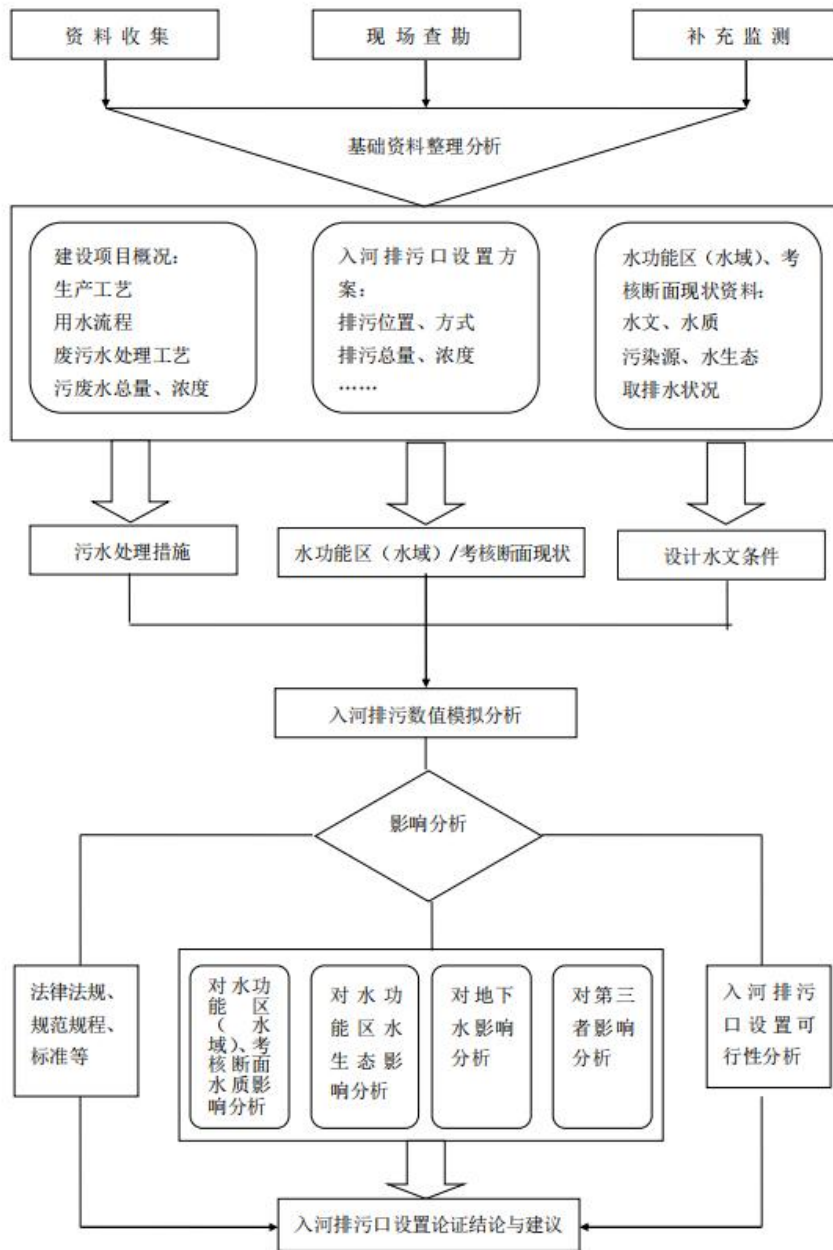 资料收集
现场查勘
补充监测
基础资料整理分析
建设项目概况：
生产工艺
用水流程
废污水处理工艺
污废水总量、浓度
入河排污口设置方
案：
排污位置、方式
排污总量、浓度
……
水功能区（水域）、考
核断面现状资料：
水文、水质
污染源、水生态
取排水状况
污水处理措施
水功能区（水域）/考核断面现状
设计水文条件
入河排污数值模拟分析
影响分析
法律法规、
规范规程、
标准等
对水功
能区
（水
域）、考
核断面
水质影
响分析
对水功
能区水
生态影
响分析
对地下
水影响
分析
对第三
者影响
分析
入河排污
口设置可
行性分析
入河排污口设置论证结论与建议